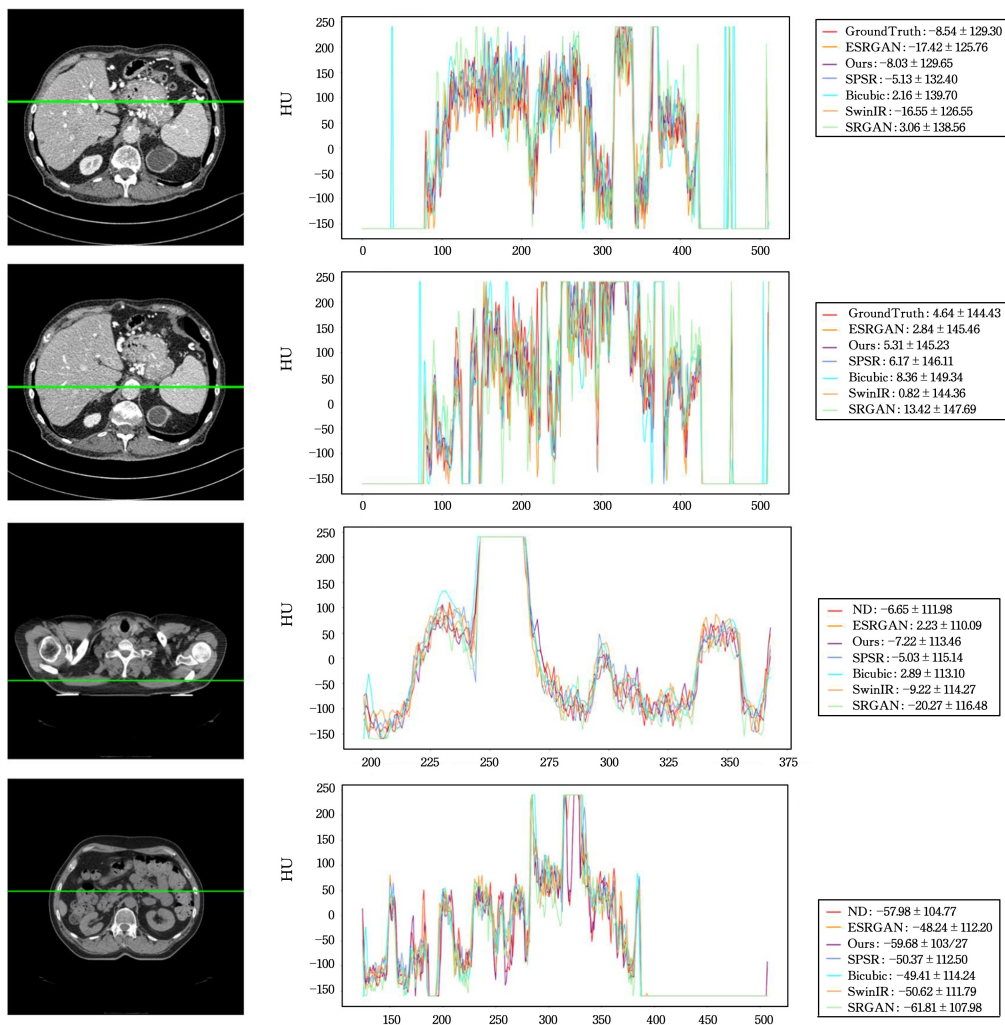 250
200
150
100
50
0
−50
−100
−150
HU
0 100 200 300 400 500
GroundTruth: −8.54 ± 129.30
ESRGAN: −17.42 ± 125.76
Ours: −8.03 ± 129.65
SPSR: −5.13 ± 132.40
Bicubic: 2.16 ± 139.70
SwinIR: −16.55 ± 126.55
SRGAN: 3.06 ± 138.56
250
200
150
100
50
0
−50
−100
−150
HU
0 100 200 300 400 500
GroundTruth: 4.64 ± 144.43
ESRGAN: 2.84 ± 145.46
Ours: 5.31 ± 145.23
SPSR: 6.17 ± 146.11
Bicubic: 8.36 ± 149.34
SwinIR: 0.82 ± 144.36
SRGAN: 13.42 ± 147.69
250
200
150
100
50
0
−50
−100
−150
HU
200 225 250 275 300 325 350 375
ND: −6.65 ± 111.98
ESRGAN: 2.23 ± 110.09
Ours: −7.22 ± 113.46
SPSR: −5.03 ± 115.14
Bicubic: 2.89 ± 113.10
SwinIR: −9.22 ± 114.27
SRGAN: −20.27 ± 116.48
250
200
150
100
50
0
−50
−100
−150
HU
150 200 250 300 350 400 450 500
ND: −57.98 ± 104.77
ESRGAN: −48.24 ± 112.20
Ours: −59.68 ± 103/27
SPSR: −50.37 ± 112.50
Bicubic: −49.41 ± 114.24
SwinIR: −50.62 ± 111.79
SRGAN: −61.81 ± 107.98